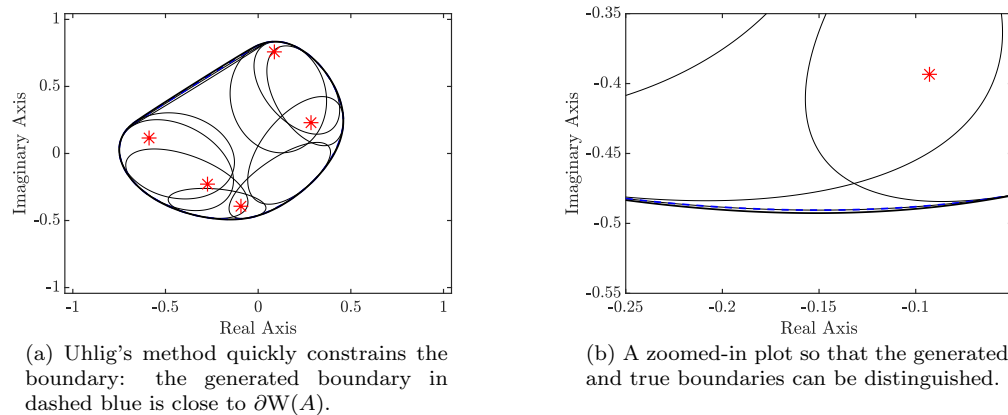 1
0.5
0
-0.5
-1
Imaginary Axis
-1
-0.5
0
0.5
1
Real Axis
-0.35
-0.4
-0.45
-0.5
-0.55
Imaginary Axis
-0.25
-0.2
-0.15
-0.1
Real Axis
(a) Uhlig's method quickly constrains the
boundary: the generated boundary in
dashed blue is close to ∂W(A).
(b) A zoomed-in plot so that the generated
and true boundaries can be distinguished.